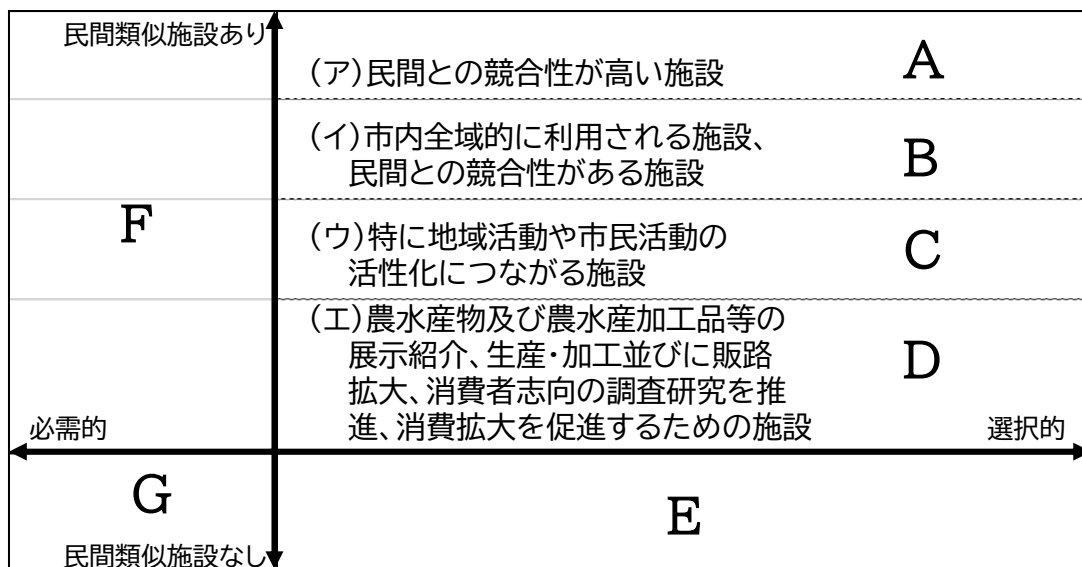 民間類似施設あり
(ア)民間との競合性が高い施設
A
(イ)市内全域的に利用される施設、
民間との競合性がある施設
B
F
(ウ)特に地域活動や市民活動の
活性化につながる施設
C
(エ)農水産物及び農水産加工品等の
展示紹介、生産・加工並びに販路
拡大、消費者志向の調査研究を推
進、消費拡大を促進するための施設
D
必需的
選択的
G
E
民間類似施設なし